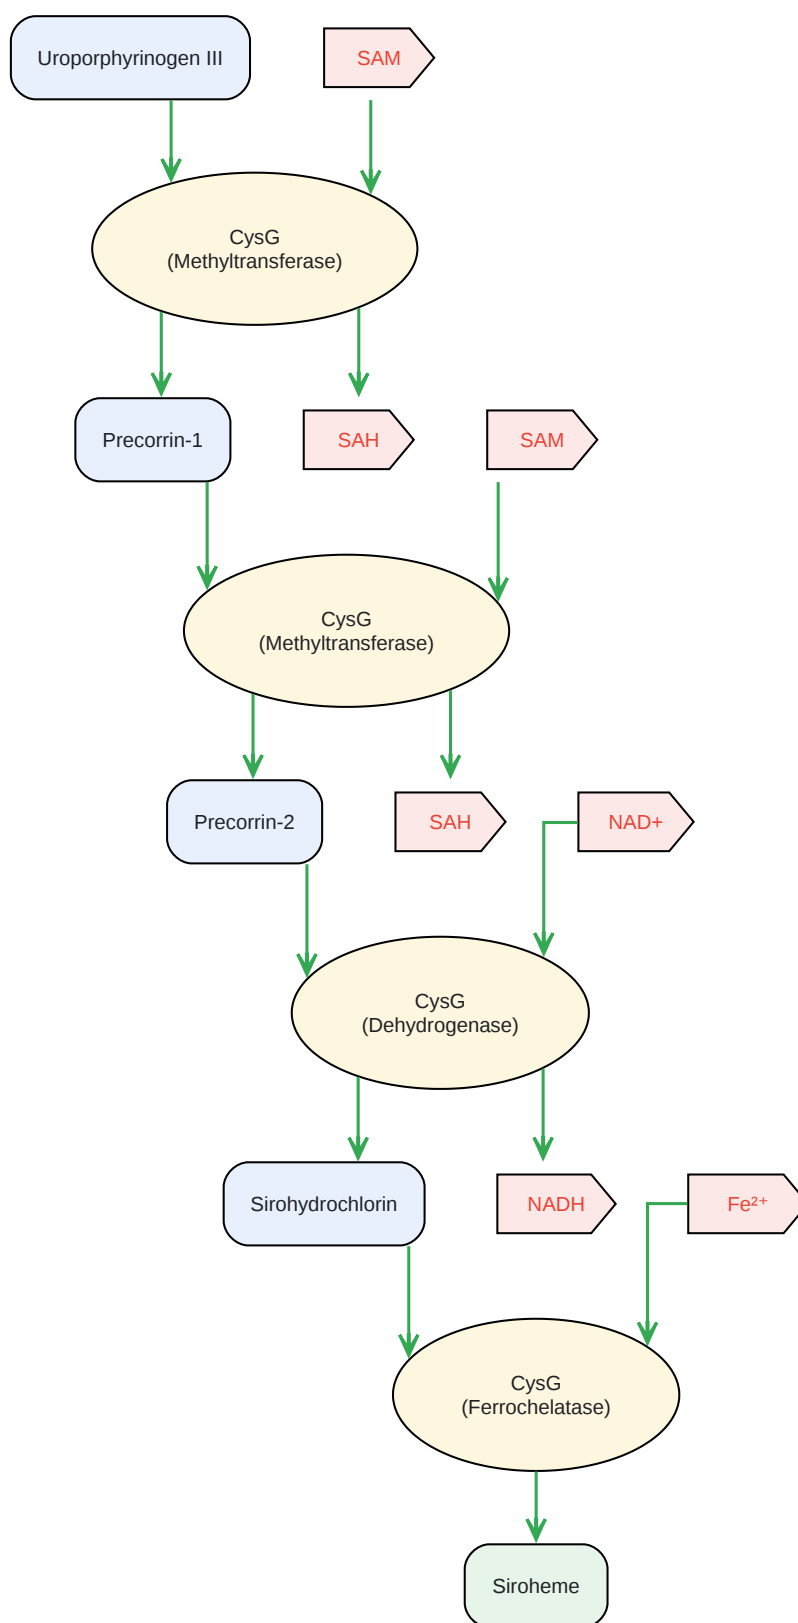 Uroporphyrinogen III
SAM
CysG
(Methyltransferase)
Precorrin-1
SAH
SAM
CysG
(Methyltransferase)
Precorrin-2
SAH
NAD+
CysG
(Dehydrogenase)
Sirohydrochlorin
NADH
Fe²⁺
CysG
(Ferrochelatase)
Siroheme